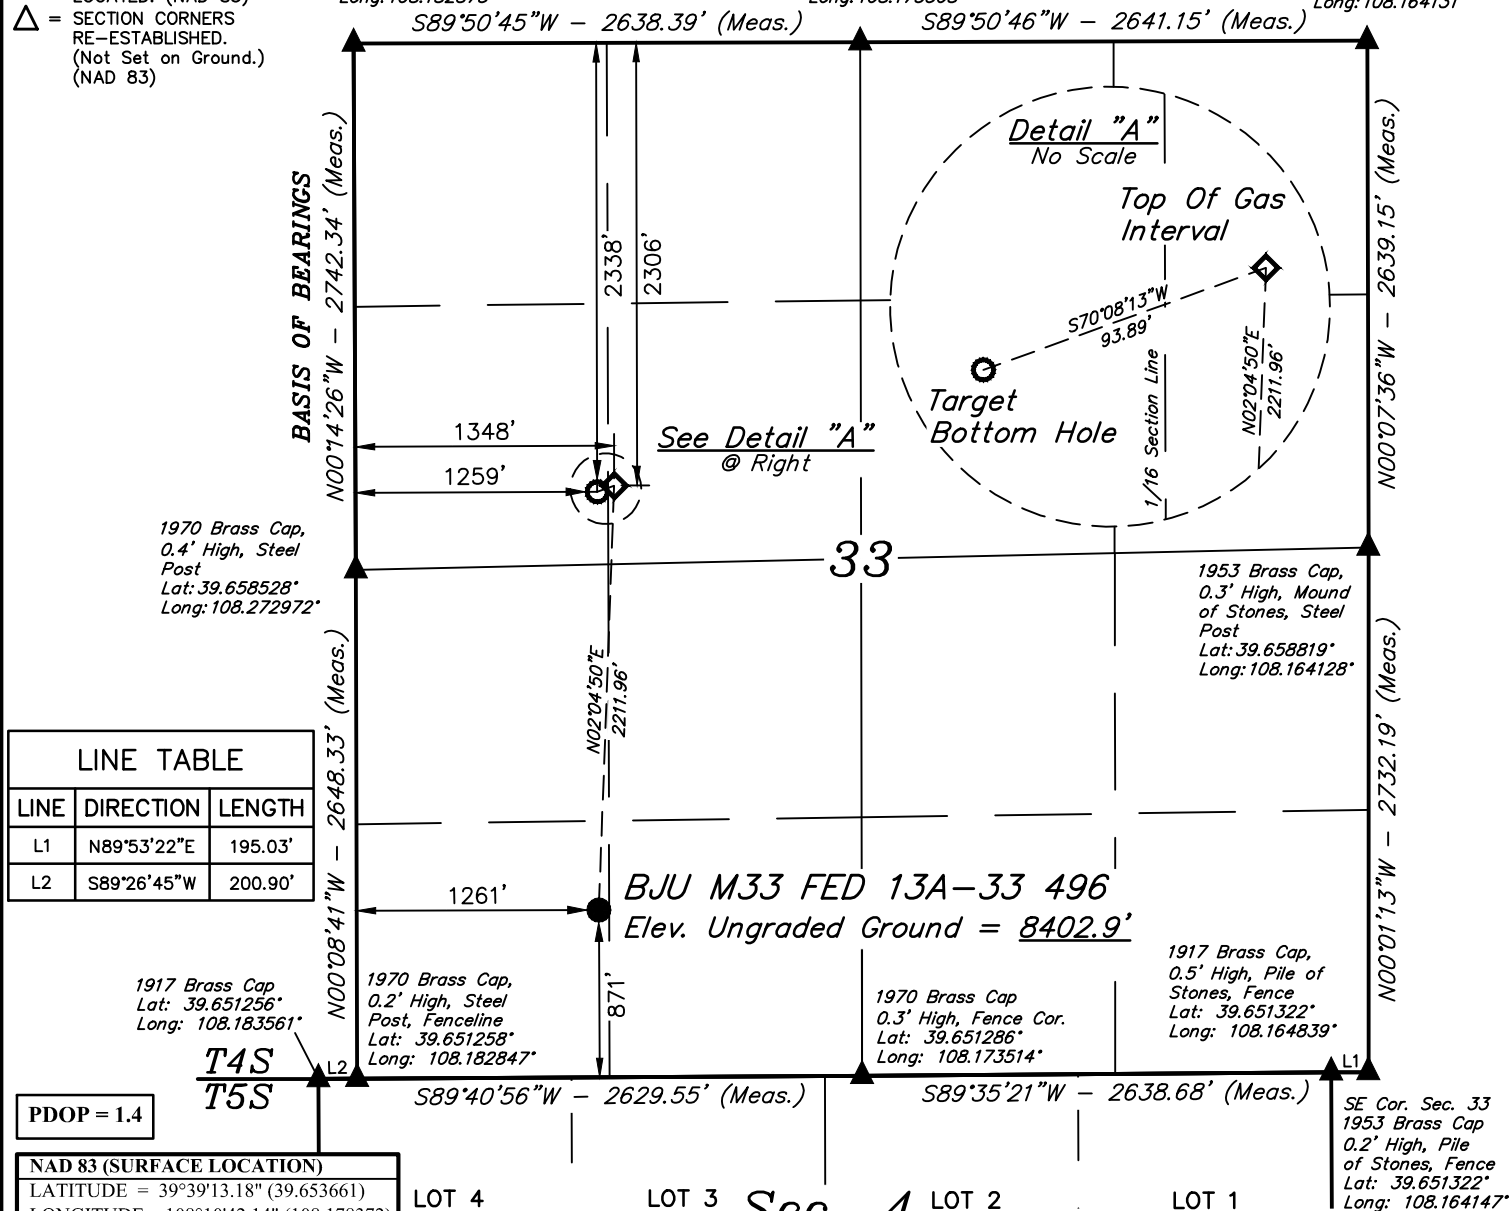 △ = SECTION CORNERS
RE-ESTABLISHED.
(Not Set on Ground.)
(NAD 83)
S89°50'45"W - 2638.39' (Meas.)
S89°50'46"W - 2641.15' (Meas.)
BASIS OF BEARINGS
N00°14'26"W - 2742.34' (Meas.)
2338'
2306'
Detail "A"
No Scale
Top Of Gas
Interval
S70°08'13"W
93.89'
N02°04'50"E
2211.96'
Target
Bottom Hole
1/16 Section Line
N00°07'36"W - 2639.15' (Meas.)
1348'
1259'
See Detail "A"
@ Right
1970 Brass Cap,
0.4' High, Steel
Post
Lat: 39.658528°
Long: 108.272972°
33
1953 Brass Cap,
0.3' High, Mound
of Stones, Steel
Post
Lat: 39.658819°
Long: 108.164128°
N02°04'50"E
2211.96'
N00°08'41"W - 2648.33' (Meas.)
N00°01'13"W - 2732.19' (Meas.)
LINE TABLE
LINE DIRECTION LENGTH
L1 N89°53'22"E 195.03'
L2 S89°26'45"W 200.90'
1261'
BJU M33 FED 13A-33 496
Elev. Ungraded Ground = 8402.9'
871'
1917 Brass Cap
Lat: 39.651256°
Long: 108.183561°
1970 Brass Cap,
0.2' High, Steel
Post, Fenceline
Lat: 39.651258°
Long: 108.182847°
1970 Brass Cap
0.3' High, Fence Cor.
Lat: 39.651286°
Long: 108.173514°
1917 Brass Cap,
0.5' High, Pile of
Stones, Fence
Lat: 39.651322°
Long: 108.164839°
T4S
T5S
L2
L1
S89°40'56"W - 2629.55' (Meas.)
S89°35'21"W - 2638.68' (Meas.)
SE Cor. Sec. 33
1953 Brass Cap
0.2' High, Pile
of Stones, Fence
Lat: 39.651322°
Long: 108.164147°
PDOP = 1.4
NAD 83 (SURFACE LOCATION)
LATITUDE = 39°39'13.18" (39.653661)
LOT 4
LOT 3
Sec. 4
LOT 2
LOT 1